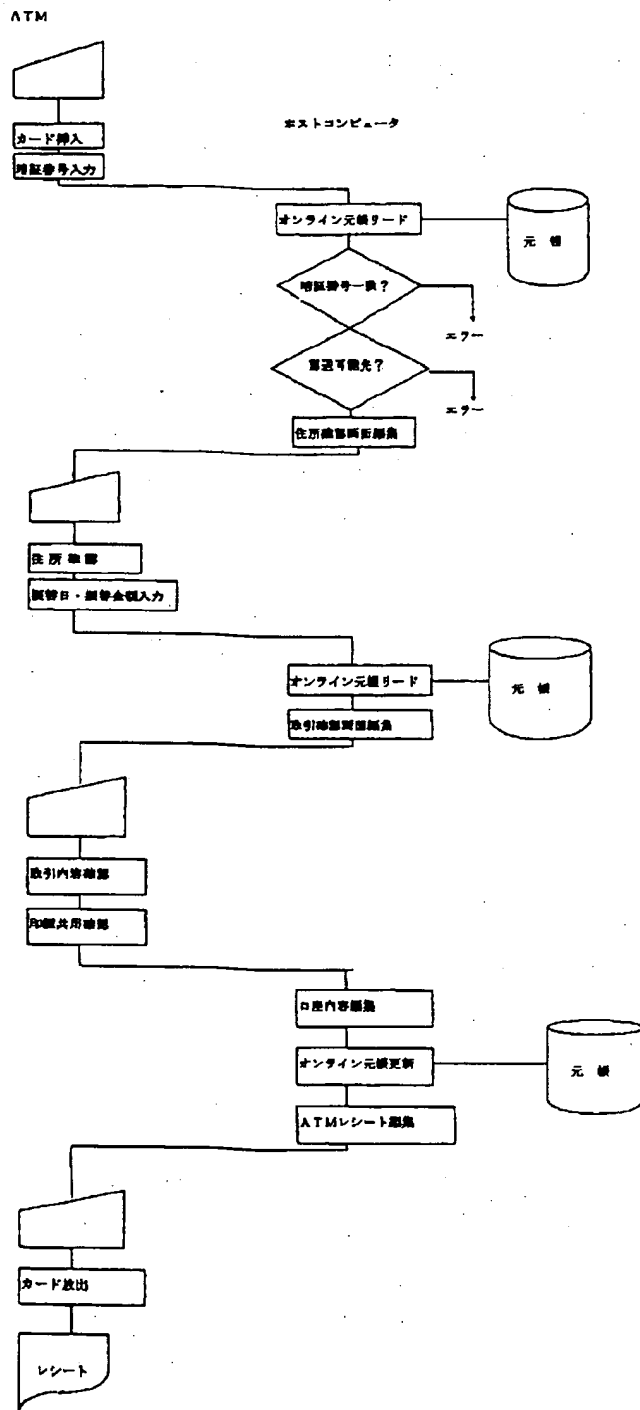 ATM
カード挿入
ホストコンピュータ
暗証番号入力
オンライン元帳リード
元 帳
暗証番号一致?
エラー
郵送可能先?
エラー
住所確認画面編集
住所確認
振替日・振替金額入力
オンライン元帳リード
元 帳
取引確認画面編集
取引内容確認
印鑑共用確認
口座内容編集
オンライン元帳更新
元 帳
ATMレシート編集
カード放出
レシート